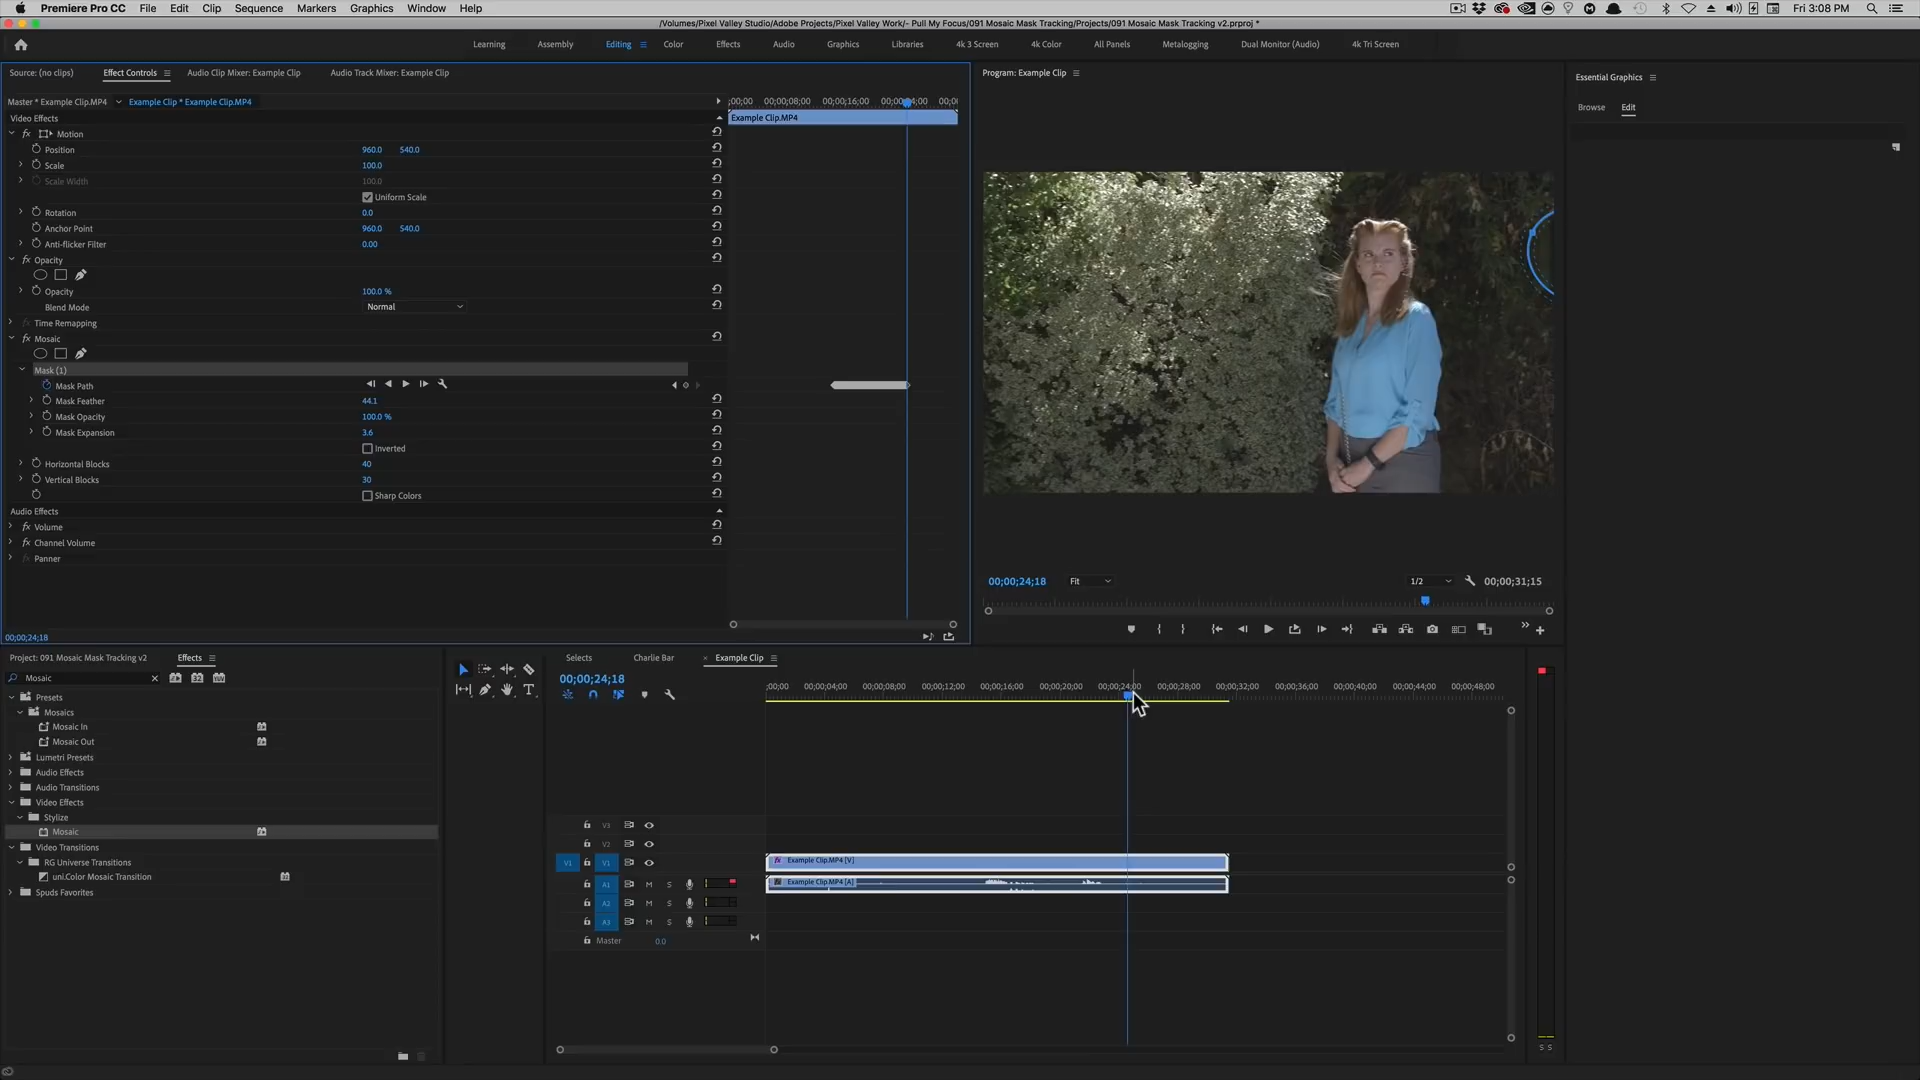 Premiere Pro CC File Edit Clip Sequence Markers Graphics Window Help Fri 3:08 PM
/Volumes/Pixel Valley Studio/Adobe Projects/Pixel Valley Work/- Pull My Focus/091 Mosaic Mask Tracking/Projects/091 Mosaic Mask Tracking v2.prproj *
Learning Assembly Editing Color Effects Audio Graphics Libraries 4k 3 Screen 4k Color All Panels Metalogging Dual Monitor (Audio) 4k Tri Screen
Source: (no clips) Effect Controls Audio Clip Mixer: Example Clip Audio Track Mixer: Example Clip
Program: Example Clip
Essential Graphics
Browse Edit
Master * Example Clip.MP4 Example Clip * Example Clip.MP4
;00;00 00;00;08;00 00;00;16;00
Video Effects
Example Clip.MP4
fx Motion
Position 960.0 540.0
Scale 100.0
Scale Width 100.0
Uniform Scale
Rotation 0.0
Anchor Point 960.0 540.0
Anti-flicker Filter 0.00
fx Opacity
Opacity 100.0 %
Blend Mode Normal
fx Time Remapping
fx Mosaic
Mask (1)
Mask Path
Mask Feather 44.1
Mask Opacity 100.0 %
Mask Expansion 3.6
Inverted
Horizontal Blocks 40
Vertical Blocks 30
Sharp Colors
Audio Effects
fx Volume
fx Channel Volume
fx Panner
00;00;24;18
00;00;24;18 Fit 1/2 00;00;31;15
Project: 091 Mosaic Mask Tracking v2 Effects
Mosaic
Presets
Mosaics
Mosaic In
Mosaic Out
Lumetri Presets
Audio Effects
Audio Transitions
Video Effects
Stylize
Mosaic
Video Transitions
RG Universe Transitions
uni.Color Mosaic Transition
Spuds Favorites
Selects Charlie Bar × Example Clip
00;00;24;18
;00;00 00;00;04;00 00;00;08;00 00;00;12;00 00;00;16;00 00;00;20;00 00;00;24;00 00;00;28;00 00;00;32;00 00;00;36;00 00;00;40;00 00;00;44;00 00;00;48;00
V3
V2
V1 V1 fx Example Clip.MP4 [V]
A1 M S Example Clip.MP4 [A]
A2 M S
A3 M S
Master 0.0
S S